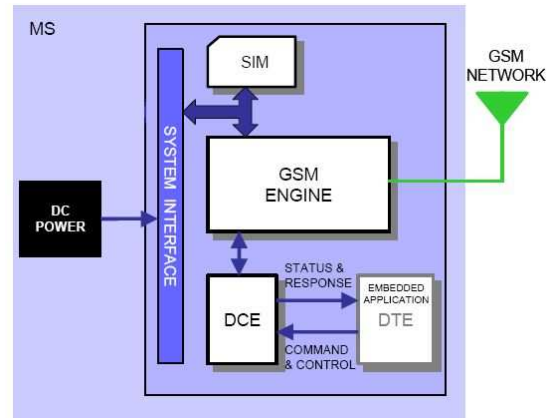 MS
SIM
GSM
NETWORK
SYSTEM INTERFACE
GSM
ENGINE
DC
POWER
STATUS &
RESPONSE
EMBEDDED
APPLICATION
DTE
DCE
COMMAND
& CONTROL